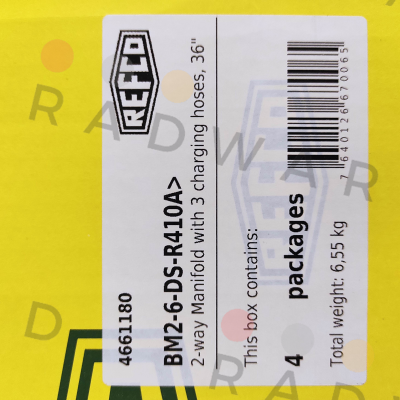 REFCO
4661180
BM2-6-DS-R410A>
2-way Manifold with 3 charging hoses, 36"
This box contains:
4 packages
Total weight: 6,55 kg
7 640126 670065
RADWAR
RADWAR